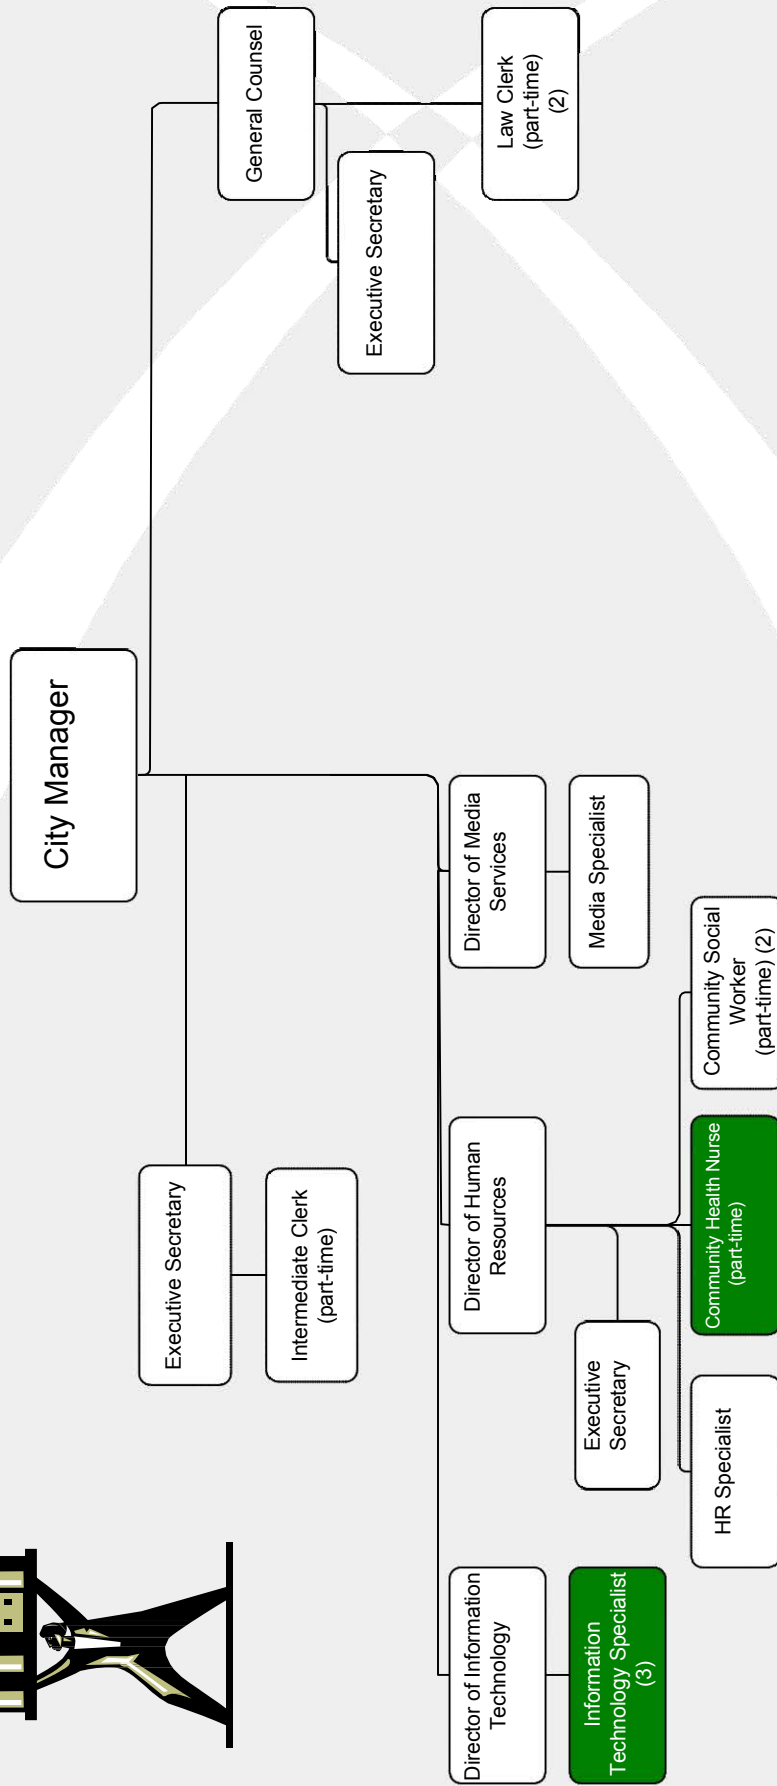 City Manager
General Counsel
Executive Secretary
Law Clerk
(part-time)
(2)
Executive Secretary
Intermediate Clerk
(part-time)
Director of Information
Technology
Information
Technology Specialist
(3)
Director of Human
Resources
Executive
Secretary
HR Specialist
Community Health Nurse
(part-time)
Community Social
Worker
(part-time) (2)
Director of Media
Services
Media Specialist